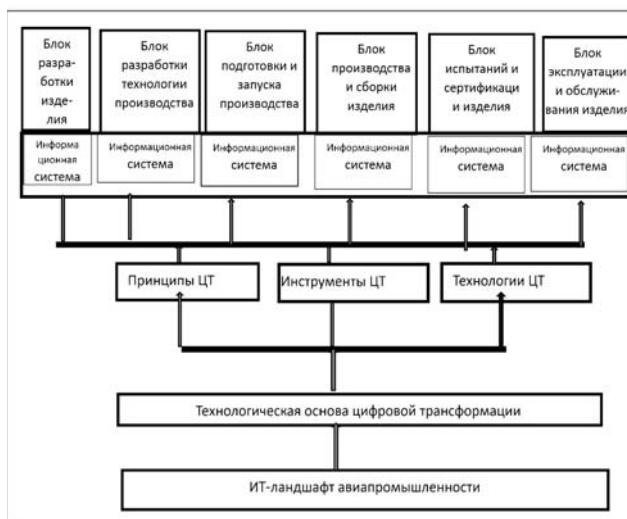 Блок
разра-
ботки
изде-
лия
Блок
разработки
технологии
производства
Блок
подготовки и
запуска
производства
Блок
производства
и сборки
изделия
Блок
испытаний и
сертификаци
и изделия
Блок
эксплуатации
и обслужи-
вания изделия
Информа
ционная
система
Информационная
система
Информационная
система
Информационная
система
Информационная
система
Информационная
система
Принципы ЦТ
Инструменты ЦТ
Технологии ЦТ
Технологическая основа цифровой трансформации
ИТ-ландшафт авиапромышленности